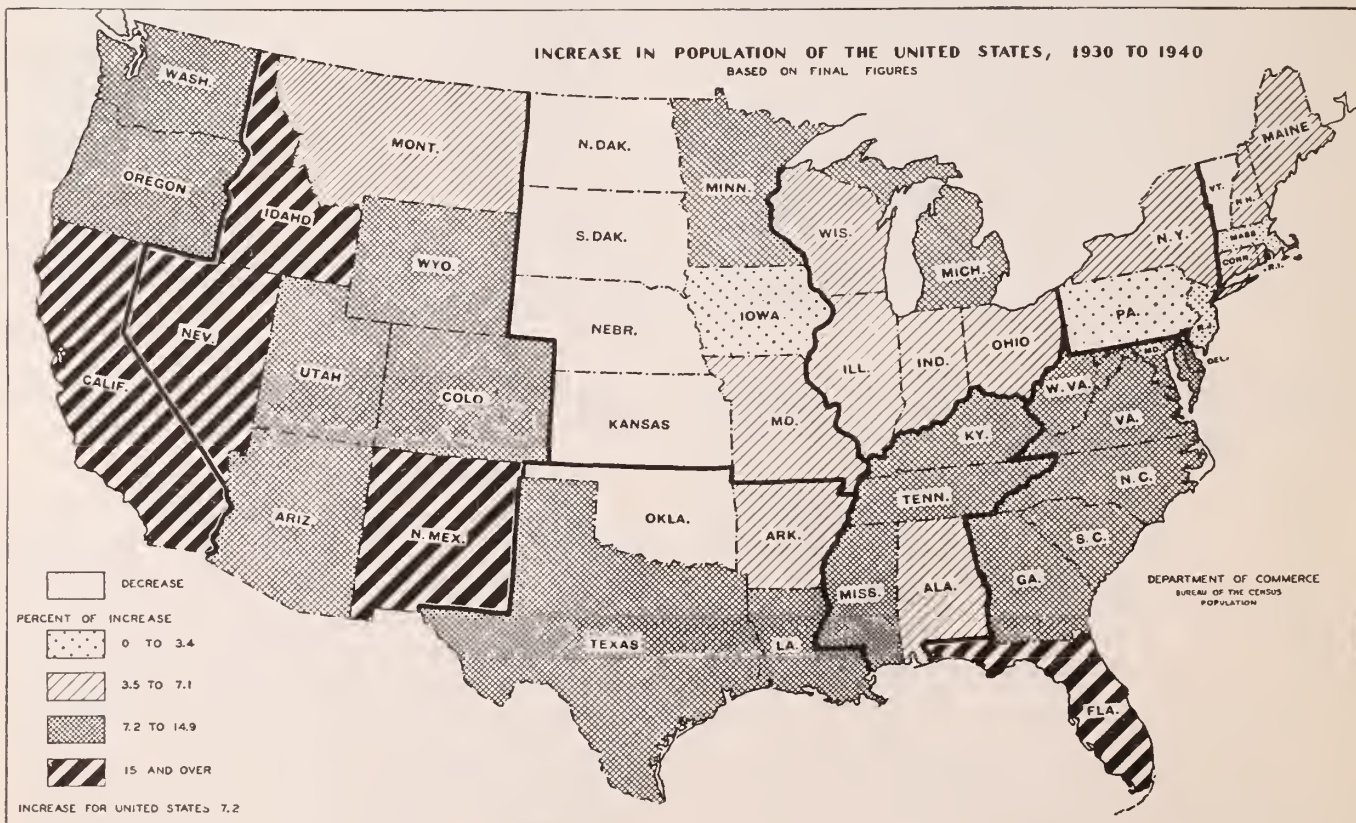 INCREASE IN POPULATION OF THE UNITED STATES, 1930 TO 1940
BASED ON FINAL FIGURES
WASH.
OREGON
IDAHO
MONT.
WYO.
N. DAK.
S. DAK.
NEBR.
KANSAS
MINN.
IOWA
MO.
WIS.
MICH.
ILL.
IND.
OHIO
MAINE
VT.
N.H.
MASS.
CONN.
R.I.
N.Y.
PA.
N.J.
MD.
DEL.
W. VA.
VA.
KY.
TENN.
N.C.
S.C.
CALIF.
NEV.
UTAH
COLO
ARIZ.
N. MEX.
OKLA.
ARK.
TEXAS
LA.
MISS.
ALA.
GA.
FLA.
DEPARTMENT OF COMMERCE
BUREAU OF THE CENSUS
POPULATION
DECREASE
PERCENT OF INCREASE
0 TO 3.4
3.5 TO 7.1
7.2 TO 14.9
15 AND OVER
INCREASE FOR UNITED STATES 7.2